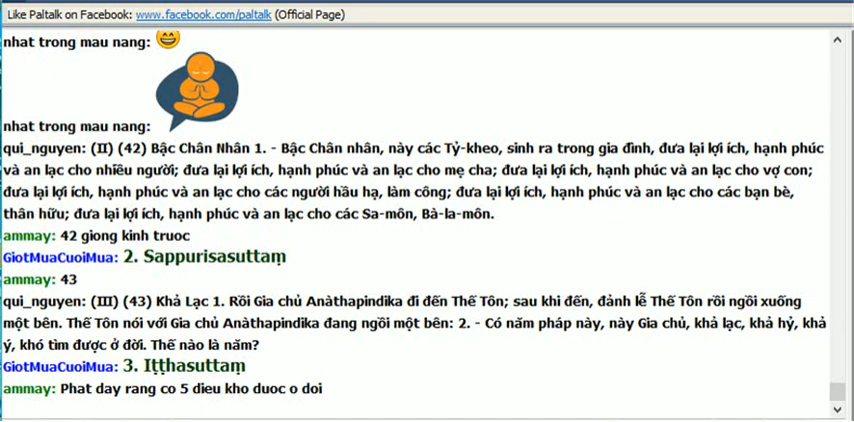 Like Paltalk on Facebook: www.facebook.com/paltalk (Official Page)
nhat trong mau nang:
nhat trong mau nang:
qui_nguyen: (II) (42) Bậc Chân Nhân 1. - Bậc Chân nhân, này các Tỷ-kheo, sinh ra trong gia đình, đưa lại lợi ích, hạnh phúc
và an lạc cho nhiều người; đưa lại lợi ích, hạnh phúc và an lạc cho mẹ cha; đưa lại lợi ích, hạnh phúc và an lạc cho vợ con;
đưa lại lợi ích, hạnh phúc và an lạc cho các người hầu hạ, làm công; đưa lại lợi ích, hạnh phúc và an lạc cho các bạn bè,
thân hữu; đưa lại lợi ích, hạnh phúc và an lạc cho các Sa-môn, Bà-la-môn.
ammay: 42 giong kinh truoc
GiotMuaCuoiMua: 2. Sappurisasuttaṃ
ammay: 43
qui_nguyen: (III) (43) Khả Lạc 1. Rồi Gia chủ Anàthapindika đi đến Thế Tôn; sau khi đến, đảnh lễ Thế Tôn rồi ngồi xuống
một bên. Thế Tôn nói với Gia chủ Anàthapindika đang ngồi một bên: 2. - Có năm pháp này, này Gia chủ, khả lạc, khả hỷ, khả
ý, khó tìm được ở đời. Thế nào là năm?
GiotMuaCuoiMua: 3. Iṭṭhasuttaṃ
ammay: Phat day rang co 5 dieu kho duoc o doi